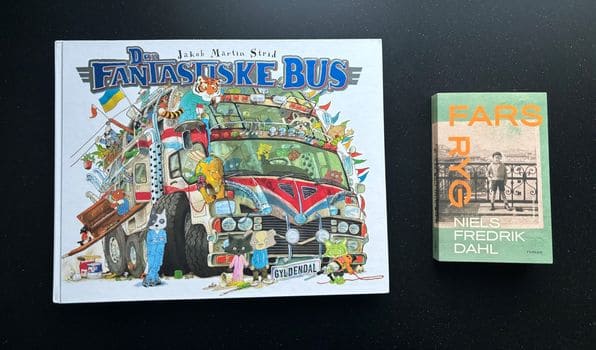 Jakob Martin Strid
Den
FANTASTISKE BUS
GYLDENDAL
FARS
RYG
NIELS
FREDRIK
DAHL